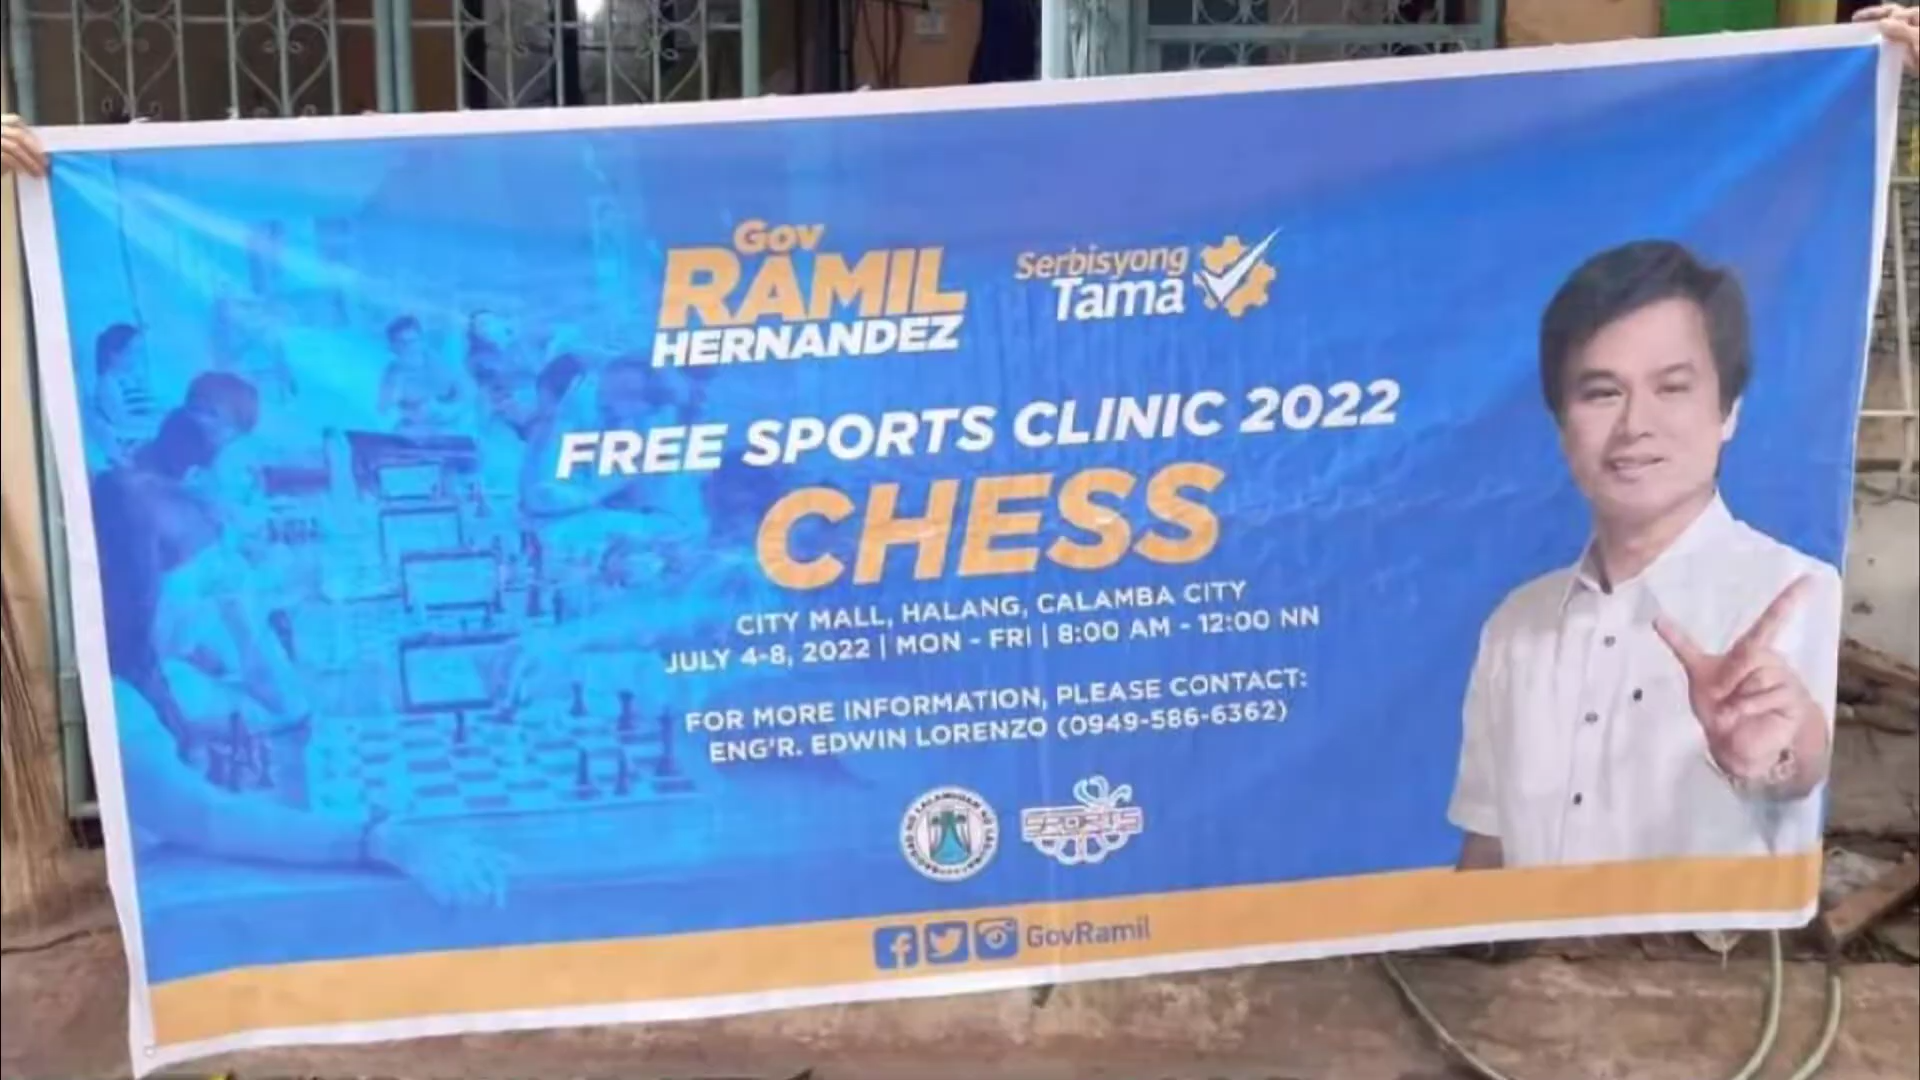 Gov
RAMIL
HERNANDEZ
Serbisyong
Tama
FREE SPORTS CLINIC 2022
CHESS
CITY MALL, HALANG, CALAMBA CITY
JULY 4-8, 2022 | MON - FRI | 8:00 AM - 12:00 NN
FOR MORE INFORMATION, PLEASE CONTACT:
ENG'R. EDWIN LORENZO (0949-586-6362)
SPORTS
GovRamil